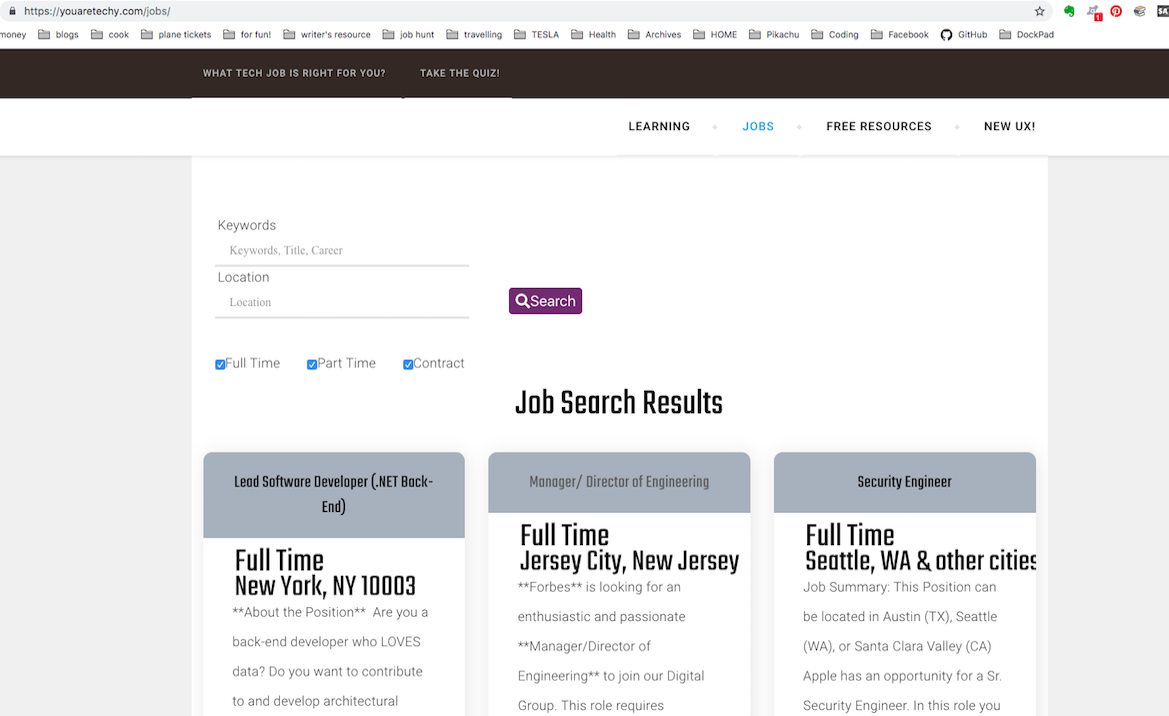 https://youaretechy.com/jobs/
1
money blogs cook plane tickets for fun! writer's resource job hunt travelling TESLA Health Archives HOME Pikachu Coding Facebook GitHub DockPad
WHAT TECH JOB IS RIGHT FOR YOU? TAKE THE QUIZ!
LEARNING JOBS FREE RESOURCES NEW UX!
Keywords
Keywords, Title, Career
Location
Location
Search
Full Time Part Time Contract
Job Search Results
Lead Software Developer (.NET Back-
End)
Full Time
New York, NY 10003
**About the Position** Are you a
back-end developer who LOVES
data? Do you want to contribute
to and develop architectural
Manager/ Director of Engineering
Full Time
Jersey City, New Jersey
**Forbes** is looking for an
enthusiastic and passionate
**Manager/Director of
Engineering** to join our Digital
Group. This role requires
Security Engineer
Full Time
Seattle, WA & other cities
Job Summary: This Position can
be located in Austin (TX), Seattle
(WA), or Santa Clara Valley (CA)
Apple has an opportunity for a Sr.
Security Engineer. In this role you